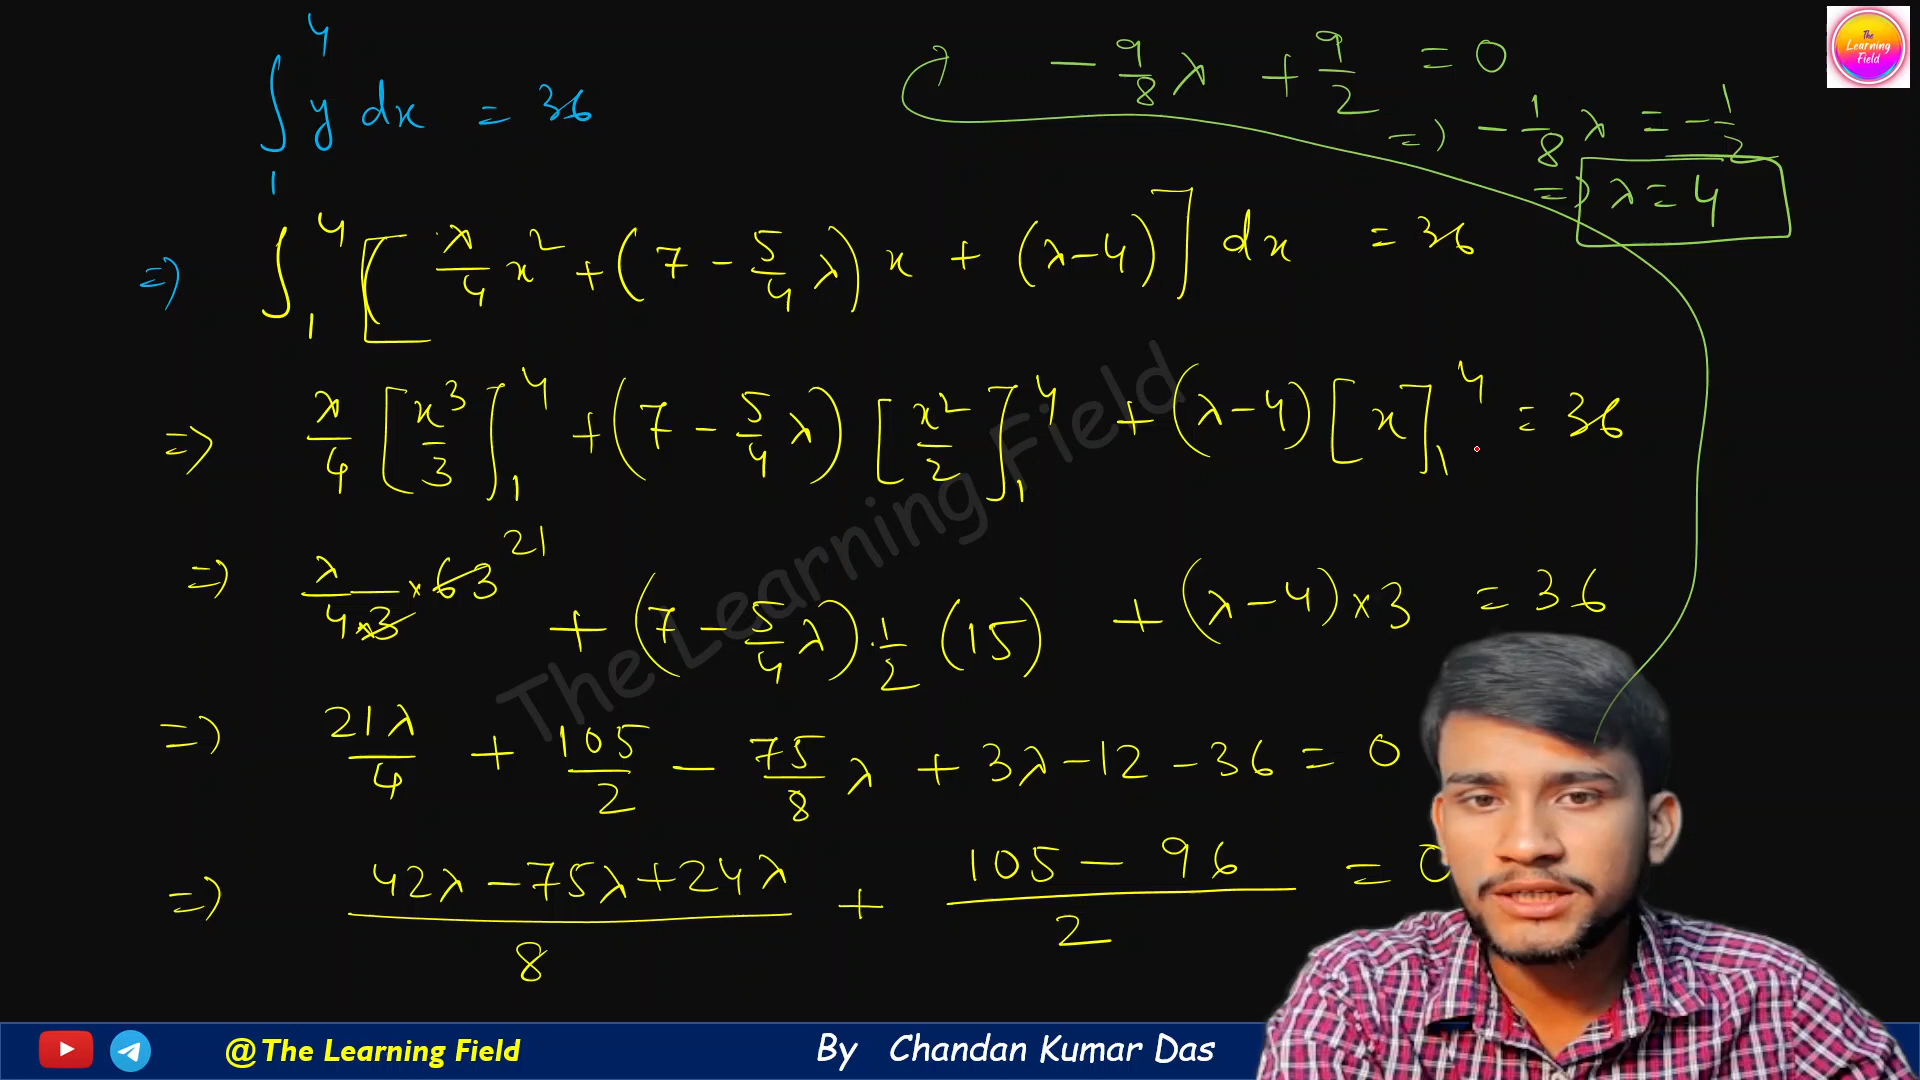 ∫₁⁴ y dx = 36
⇒ ∫₁⁴ [λ/4 x² + (7 − 5/4 λ) x + (λ−4)] dx = 36
⇒ λ/4 [x³/3]₁⁴ + (7 − 5/4 λ) [x²/2]₁⁴ + (λ−4) [x]₁⁴ = 36
⇒ λ/(4×3) × 63 21 + (7 − 5/4 λ) · 1/2 (15) + (λ−4)×3 = 36
⇒ 21λ/4 + 105/2 − 75/8 λ + 3λ − 12 − 36 = 0
⇒ (42λ − 75λ + 24λ)/8 + (105 − 96)/2 = 0
− 9/8 λ + 9/2 = 0
⇒ − 1/8 λ = − 1/2
⇒ λ = 4
The Learning Field
The
Learning
Field
@The Learning Field
By Chandan Kumar Das